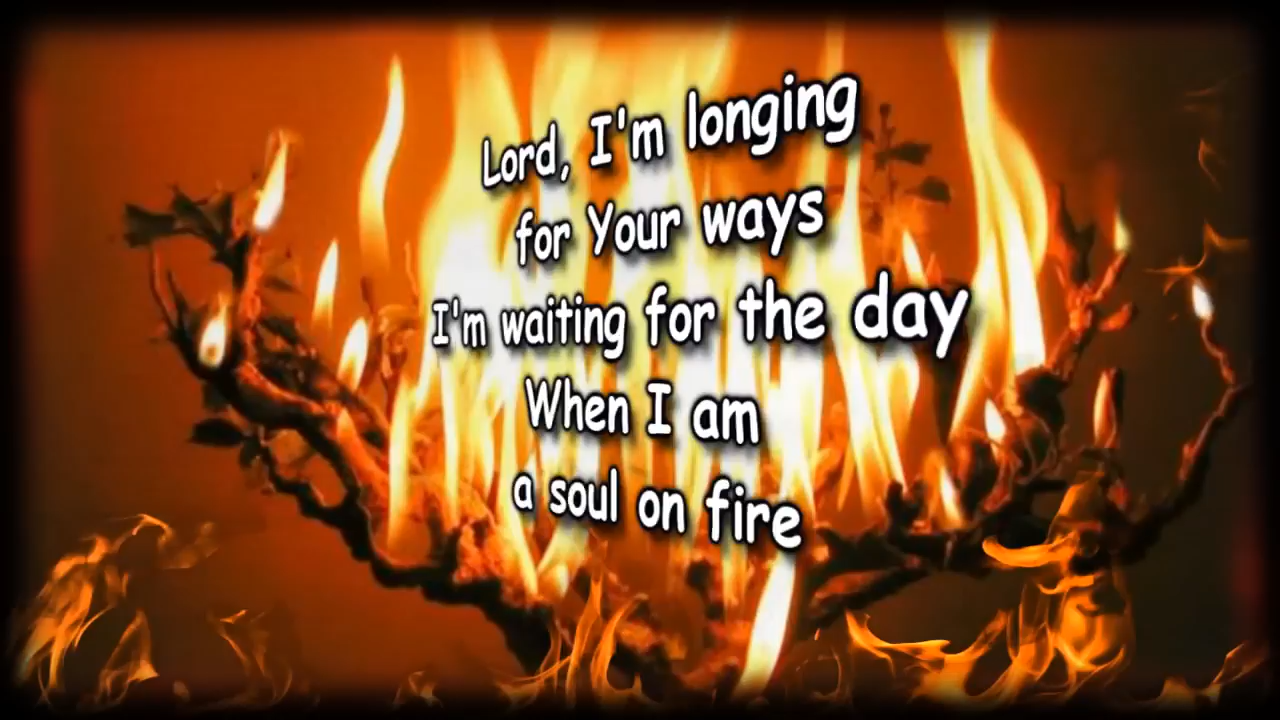 Lord, I'm longing
for Your ways
I'm waiting for the day
When I am
a soul on fire